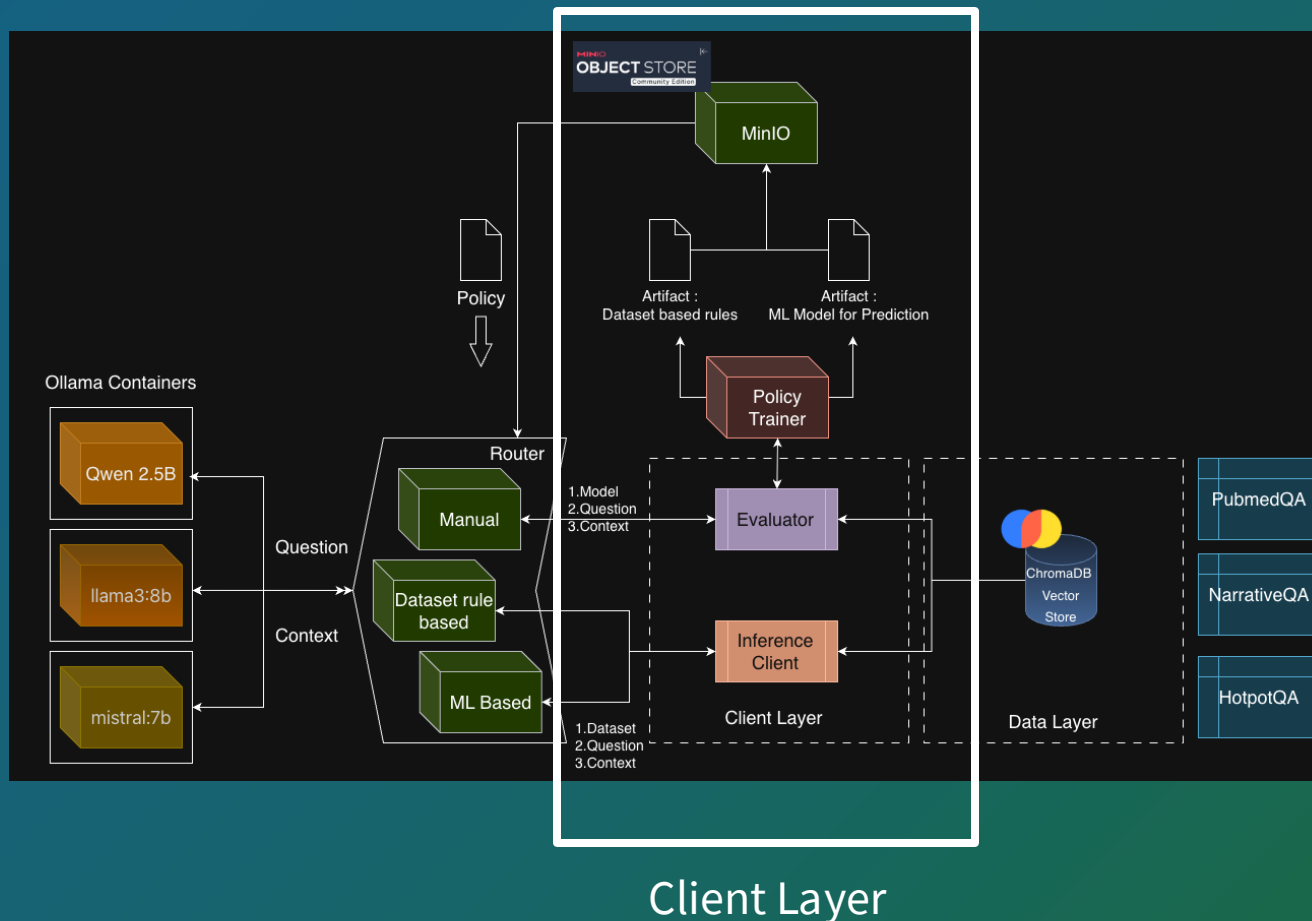 MINIO
OBJECT STORE
Community Edition
MinIO
Policy
Artifact :
Dataset based rules
Artifact :
ML Model for Prediction
Policy
Trainer
Ollama Containers
Qwen 2.5B
llama3:8b
mistral:7b
Question
Context
Router
Manual
Dataset rule
based
ML Based
1.Model
2.Question
3.Context
1.Dataset
2.Question
3.Context
Evaluator
Inference
Client
Client Layer
ChromaDB
Vector
Store
Data Layer
PubmedQA
NarrativeQA
HotpotQA
Client Layer